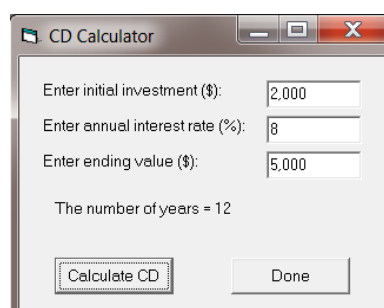 CD Calculator
Enter initial investment ($): 2,000
Enter annual interest rate (%): 8
Enter ending value ($): 5,000
The number of years = 12
Calculate CD Done